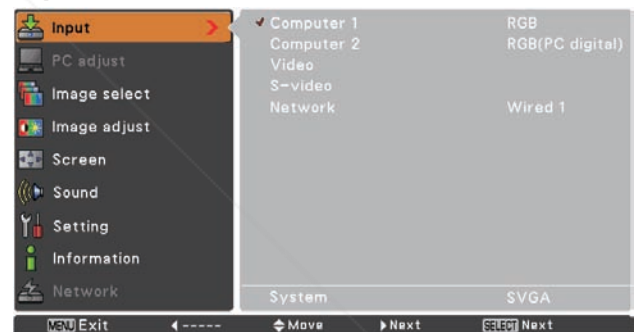 Input
PC adjust
Image select
Image adjust
Screen
Sound
Setting
Information
Network
Computer 1 RGB
Computer 2 RGB(PC digital)
Video
S-video
Network Wired 1
System SVGA
MENU Exit ----- Move Next SELECT Next